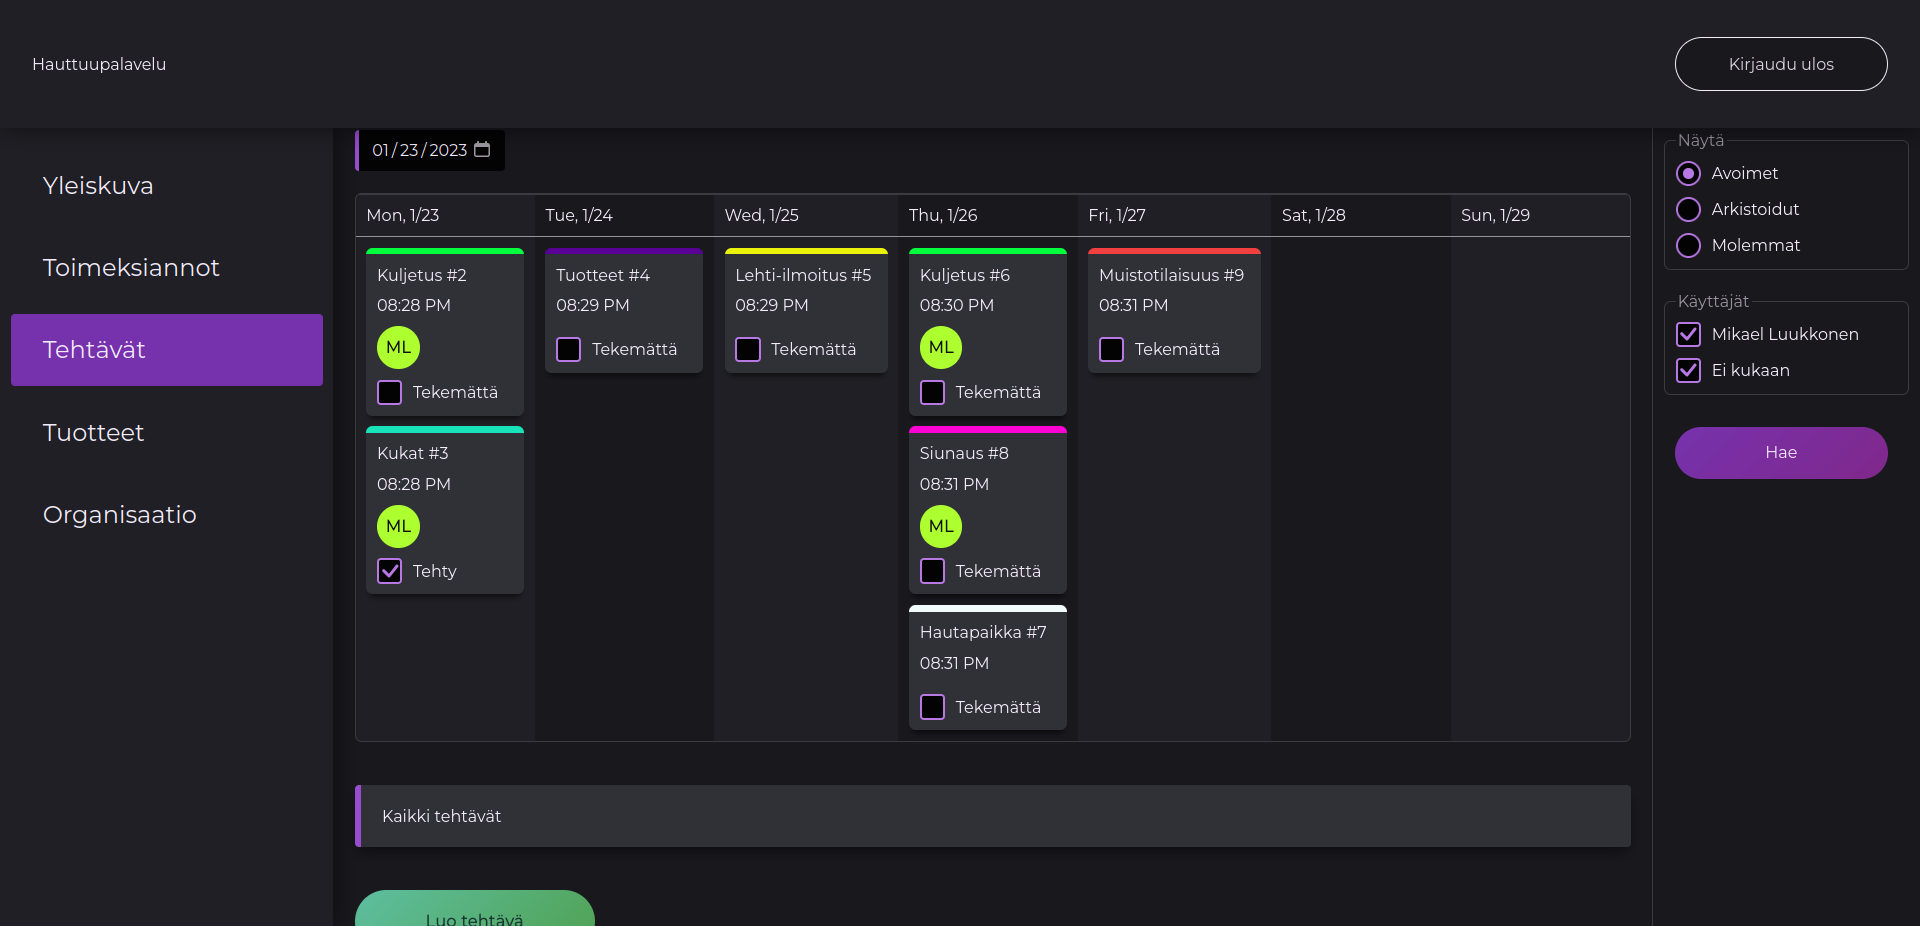 Hauttuupalavelu
Kirjaudu ulos
Yleiskuva
Toimeksiannot
Tehtävät
Tuotteet
Organisaatio
01/23/2023
Mon, 1/23
Tue, 1/24
Wed, 1/25
Thu, 1/26
Fri, 1/27
Sat, 1/28
Sun, 1/29
Kuljetus #2
08:28 PM
ML
Tekemättä
Kukat #3
08:28 PM
ML
Tehty
Tuotteet #4
08:29 PM
Tekemättä
Lehti-ilmoitus #5
08:29 PM
Tekemättä
Kuljetus #6
08:30 PM
ML
Tekemättä
Siunaus #8
08:31 PM
ML
Tekemättä
Hautapaikka #7
08:31 PM
Tekemättä
Muistotilaisuus #9
08:31 PM
Tekemättä
Kaikki tehtävät
Luo tehtävä
Näytä
Avoimet
Arkistoidut
Molemmat
Käyttäjät
Mikael Luukkonen
Ei kukaan
Hae